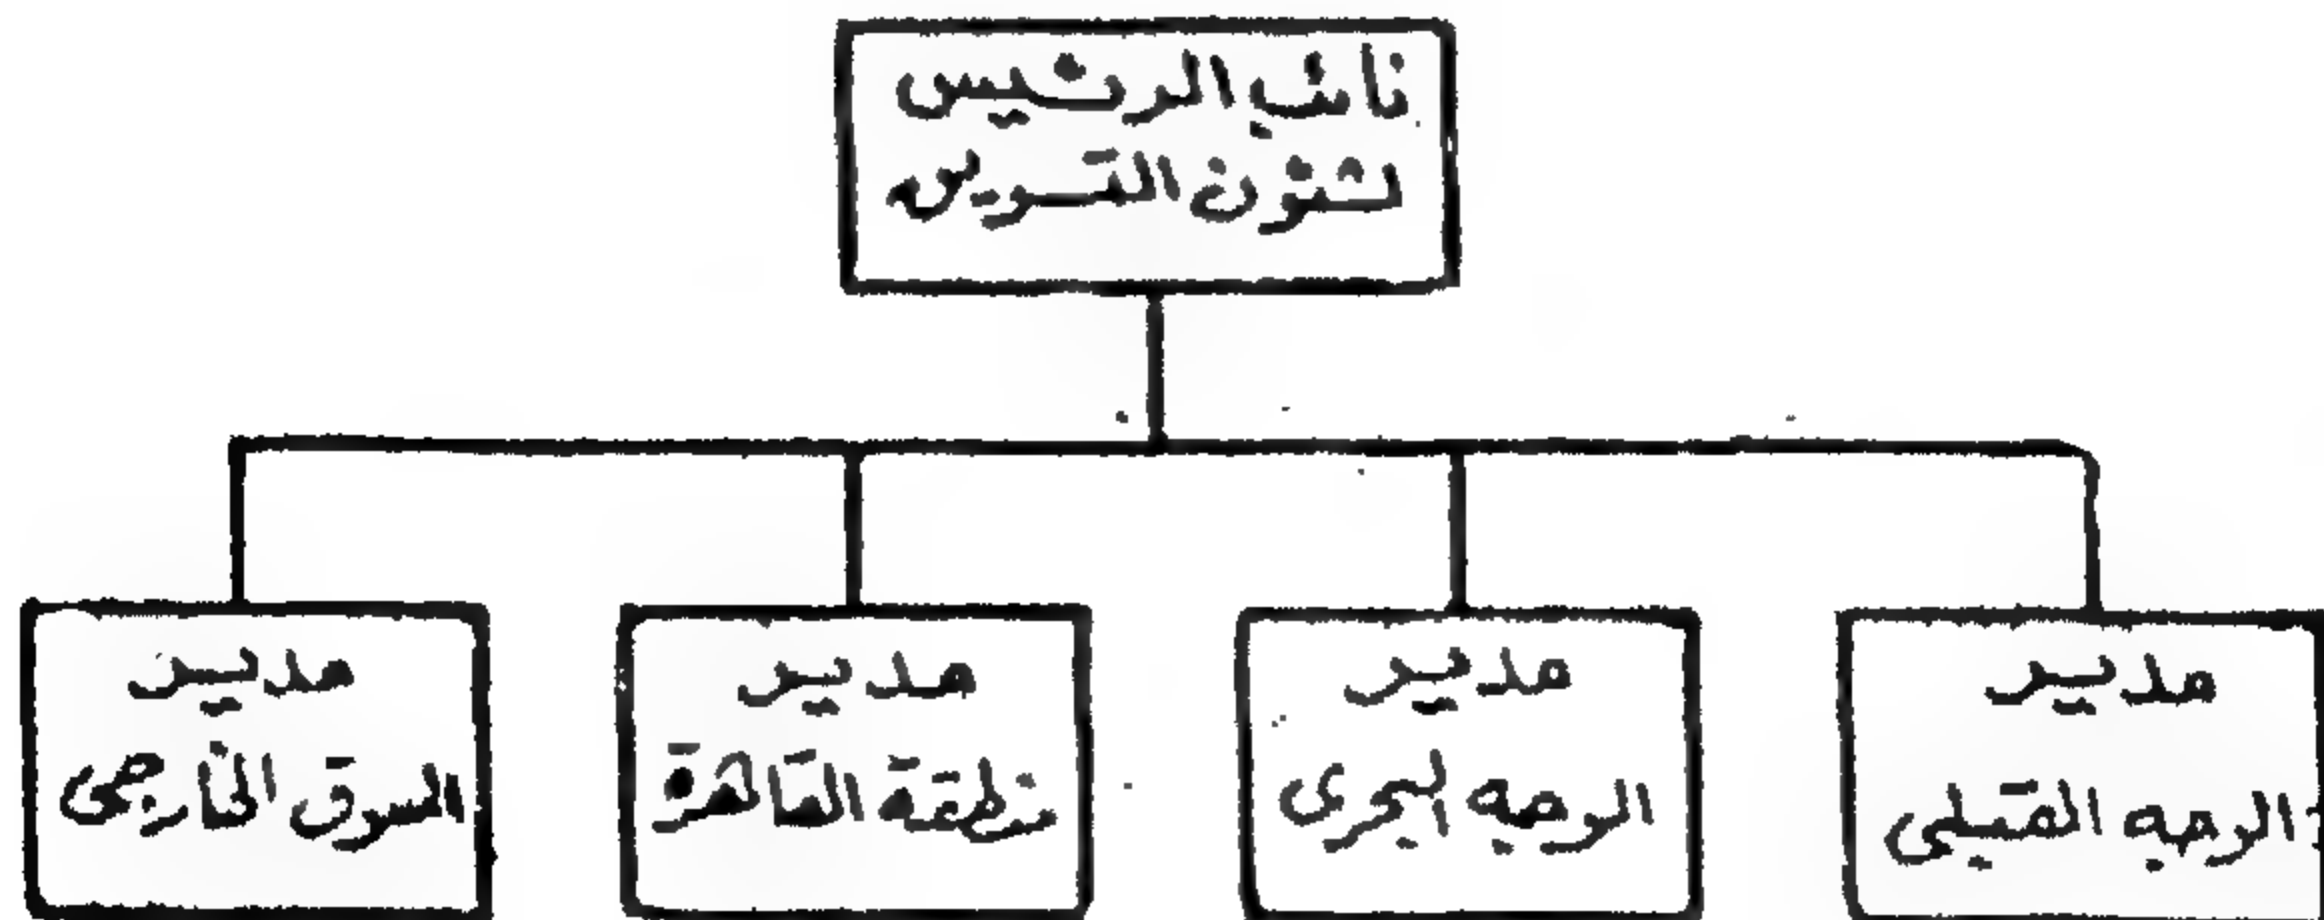 نائب الرئيس
لشئون التسويق
مدير
الوجه القبلى
مدير
الوجه البحرى
مدير
منطقة القاهرة
مدير
السوق الخارجى